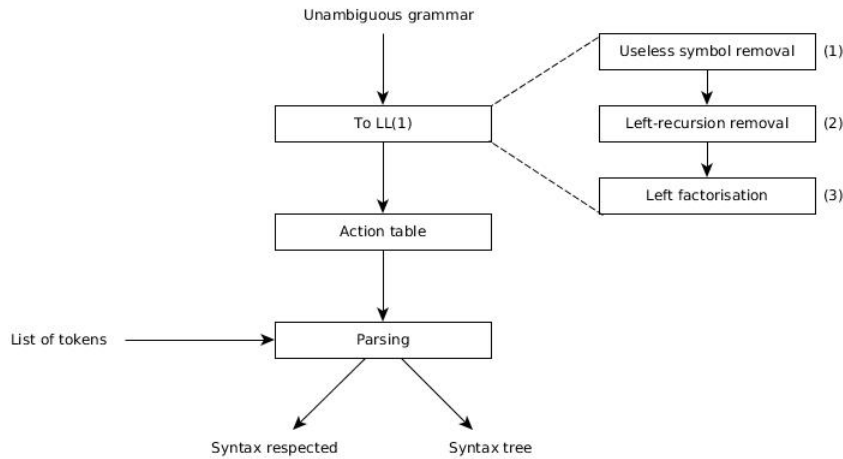 Unambiguous grammar
Useless symbol removal (1)
To LL(1)
Left-recursion removal (2)
Left factorisation (3)
Action table
List of tokens
Parsing
Syntax respected
Syntax tree